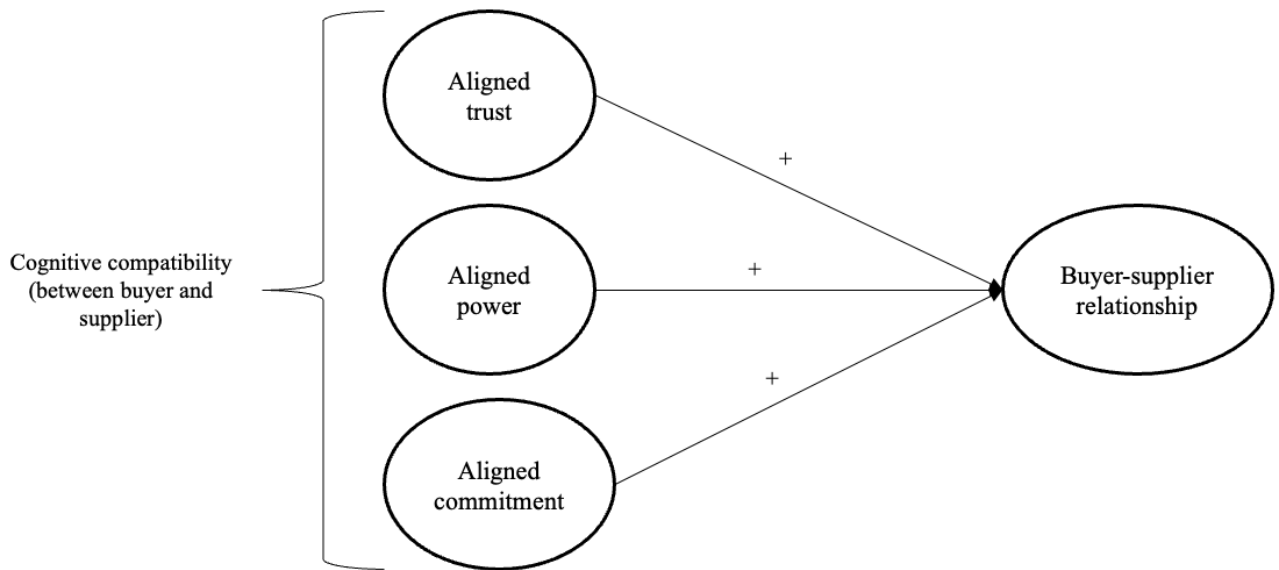 Aligned
trust
+
Cognitive compatibility
(between buyer and
supplier)
Aligned
power
+
Buyer-supplier
relationship
+
Aligned
commitment